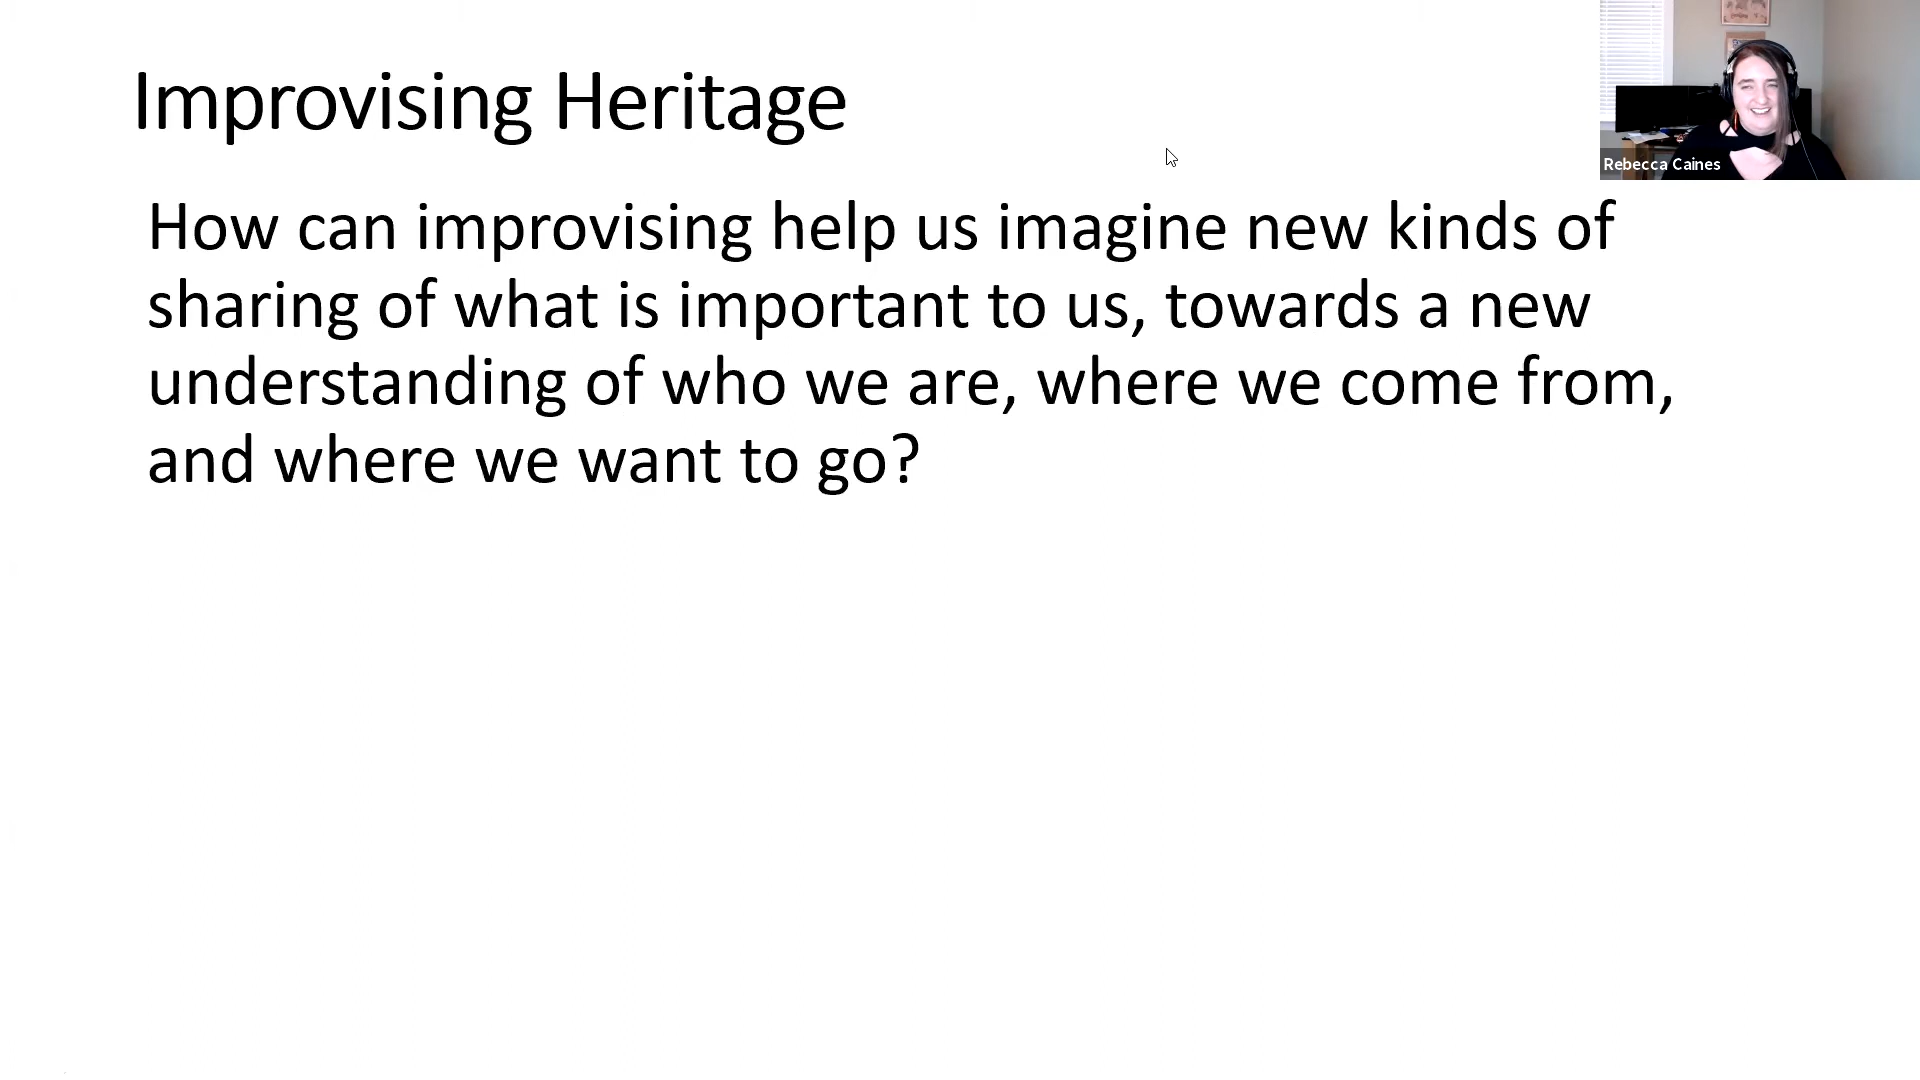 Improvising Heritage
Rebecca Caines
How can improvising help us imagine new kinds of
sharing of what is important to us, towards a new
understanding of who we are, where we come from,
and where we want to go?